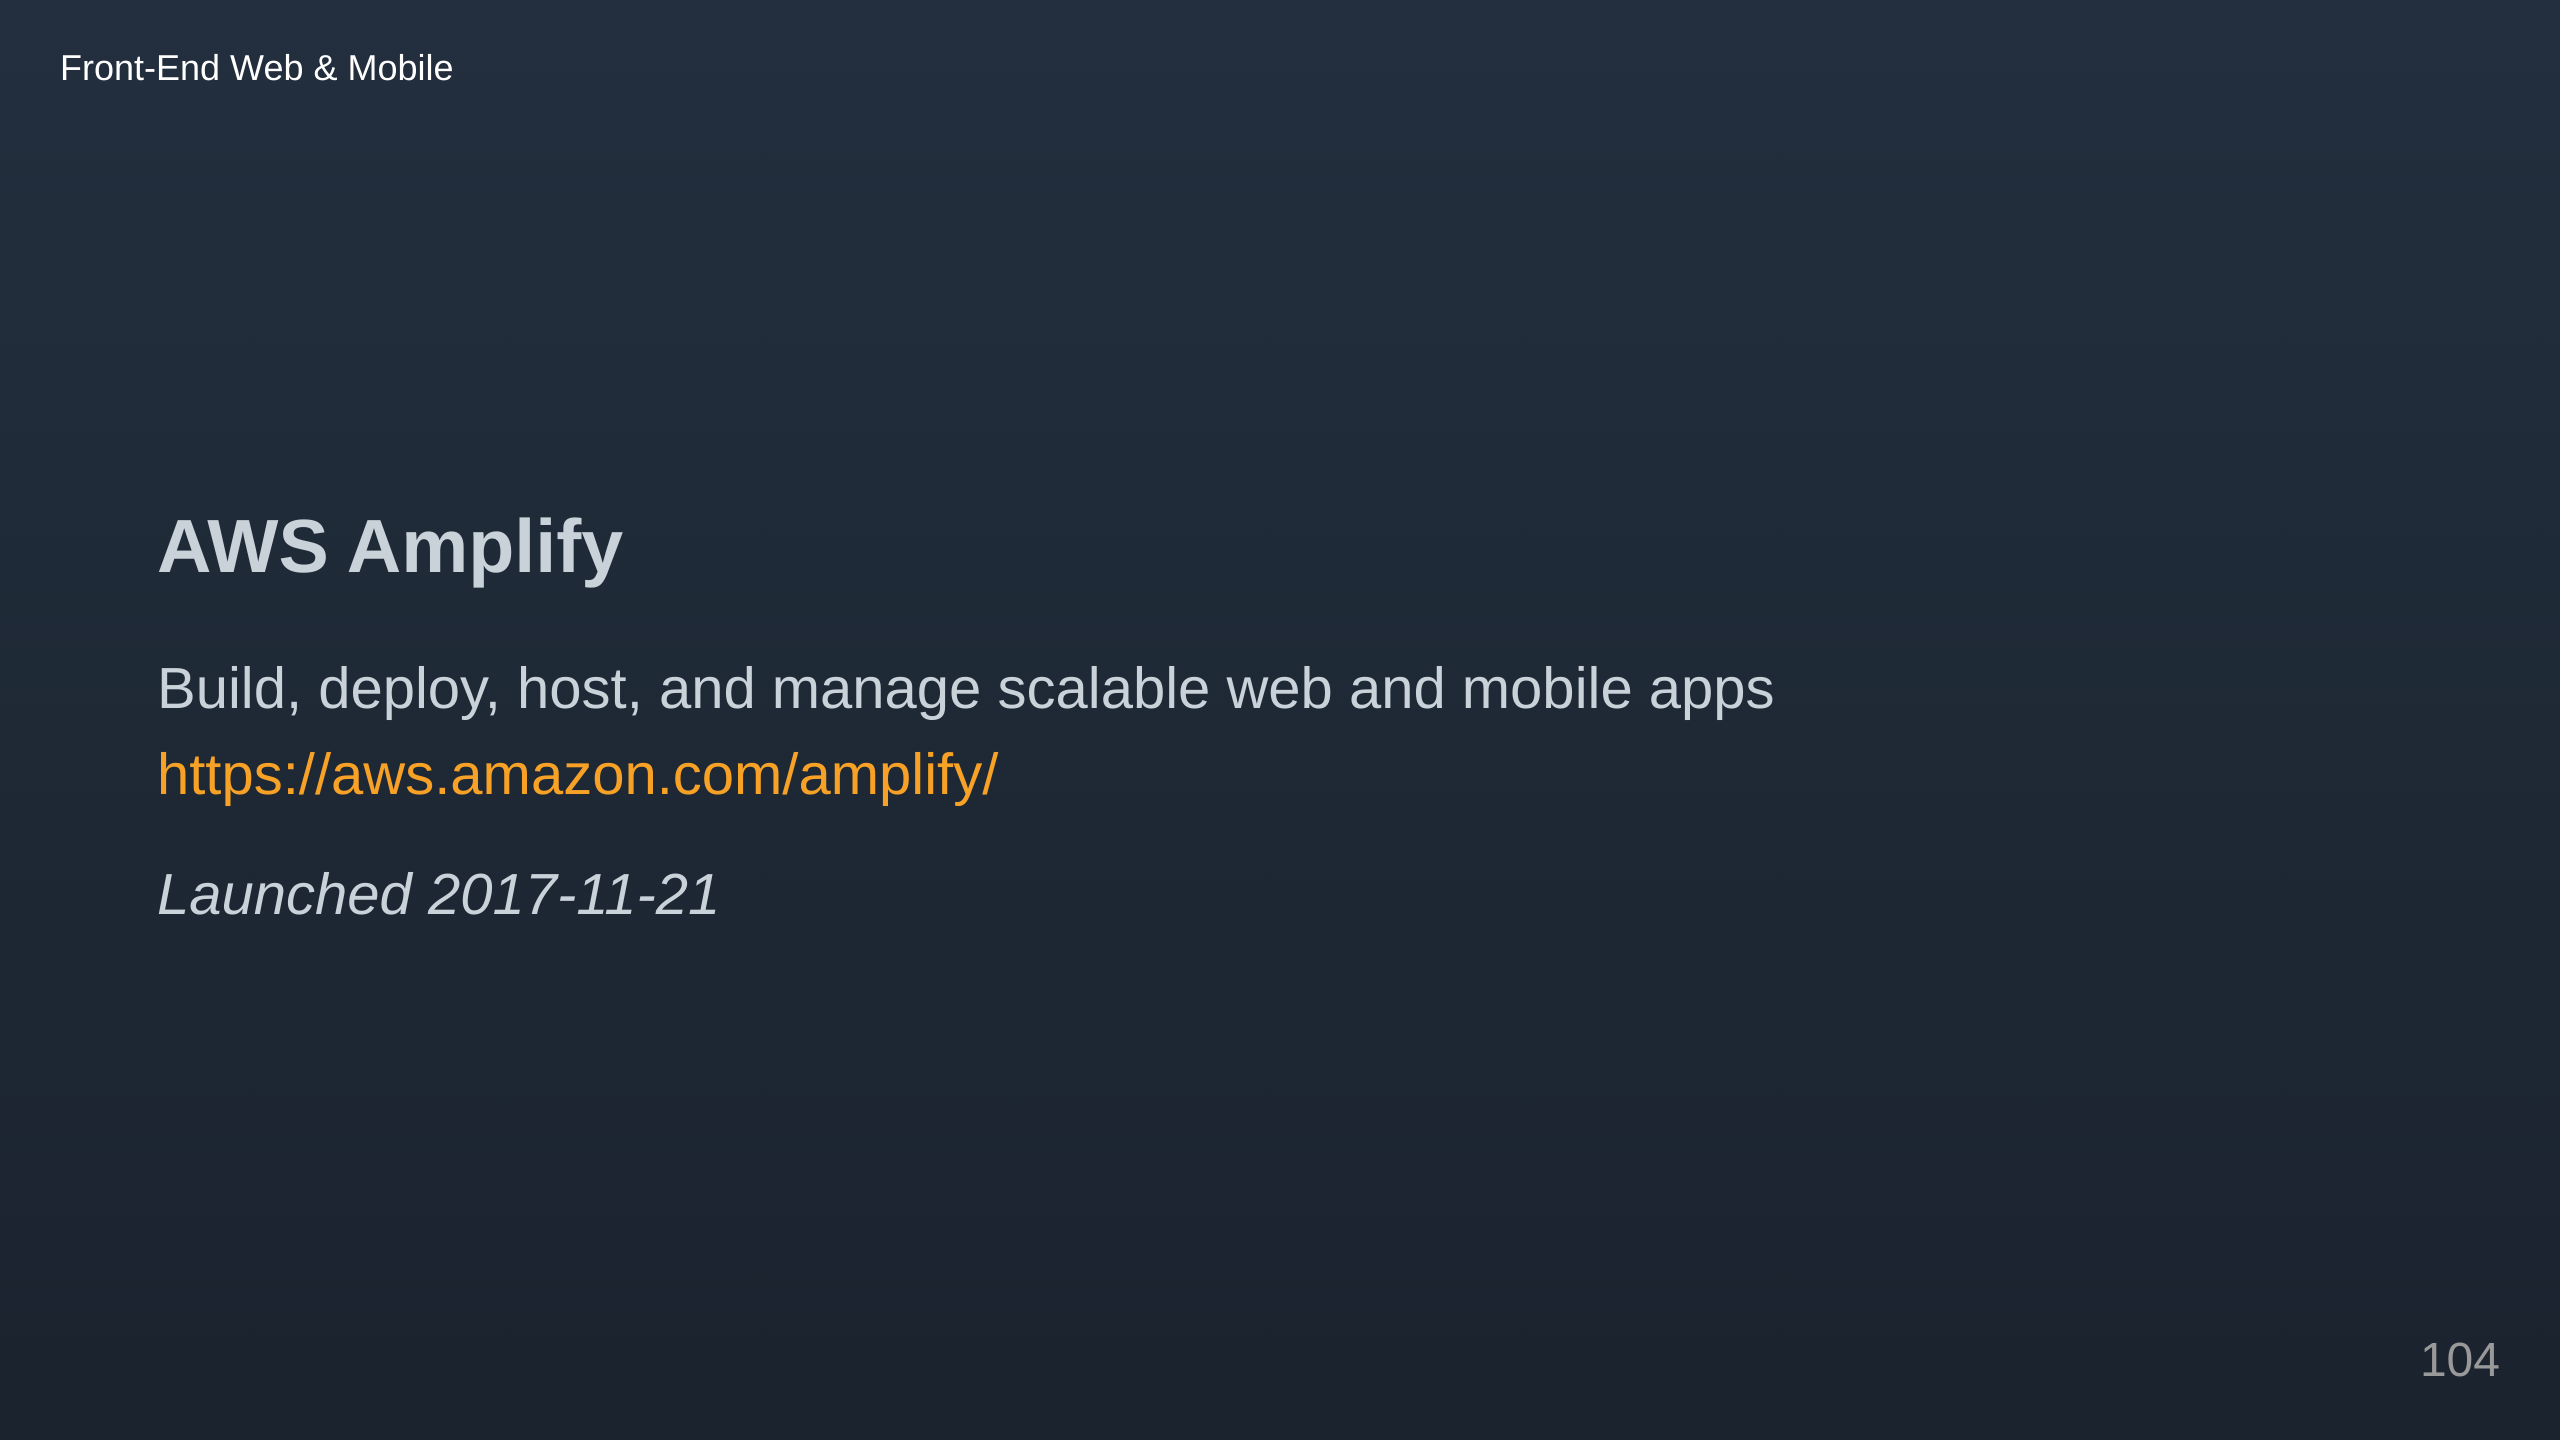 Front-End Web & Mobile
AWS Amplify
Build, deploy, host, and manage scalable web and mobile apps
https://aws.amazon.com/amplify/
Launched 2017-11-21
104